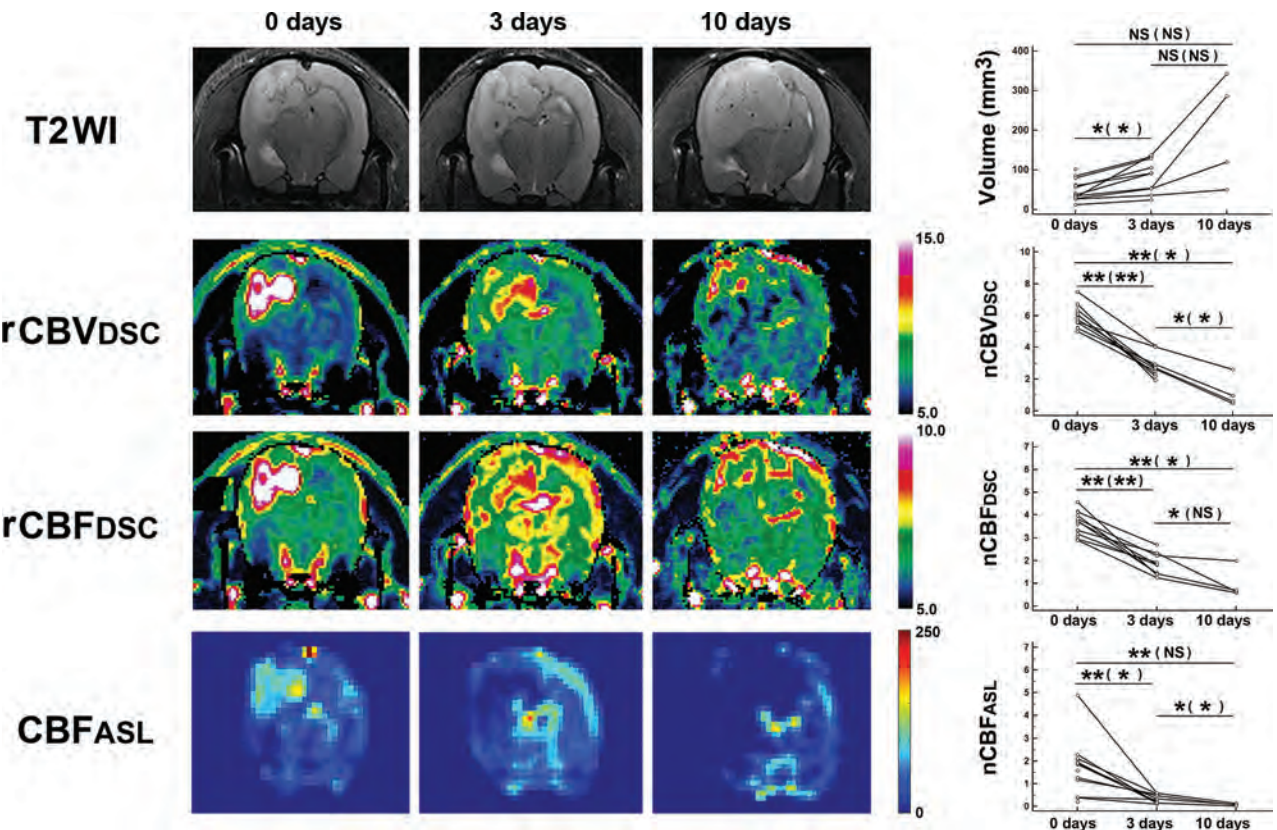 0 days 3 days 10 days
T2WI
rCBVDSC
rCBFDSC
CBFASL
15.0
5.0
10.0
5.0
250
0
Volume (mm3)
400
300
200
100
0
NS (NS)
NS (NS)
*( * )
0 days 3 days 10 days
nCBVDSC
10
8
6
4
2
0
**( * )
**(**)
*( * )
0 days 3 days 10 days
nCBFDSC
7
6
5
4
3
2
1
0
**( * )
**(**)
*(NS)
0 days 3 days 10 days
nCBFASL
7
6
5
4
3
2
1
0
**(NS)
**( * )
*( * )
0 days 3 days 10 days